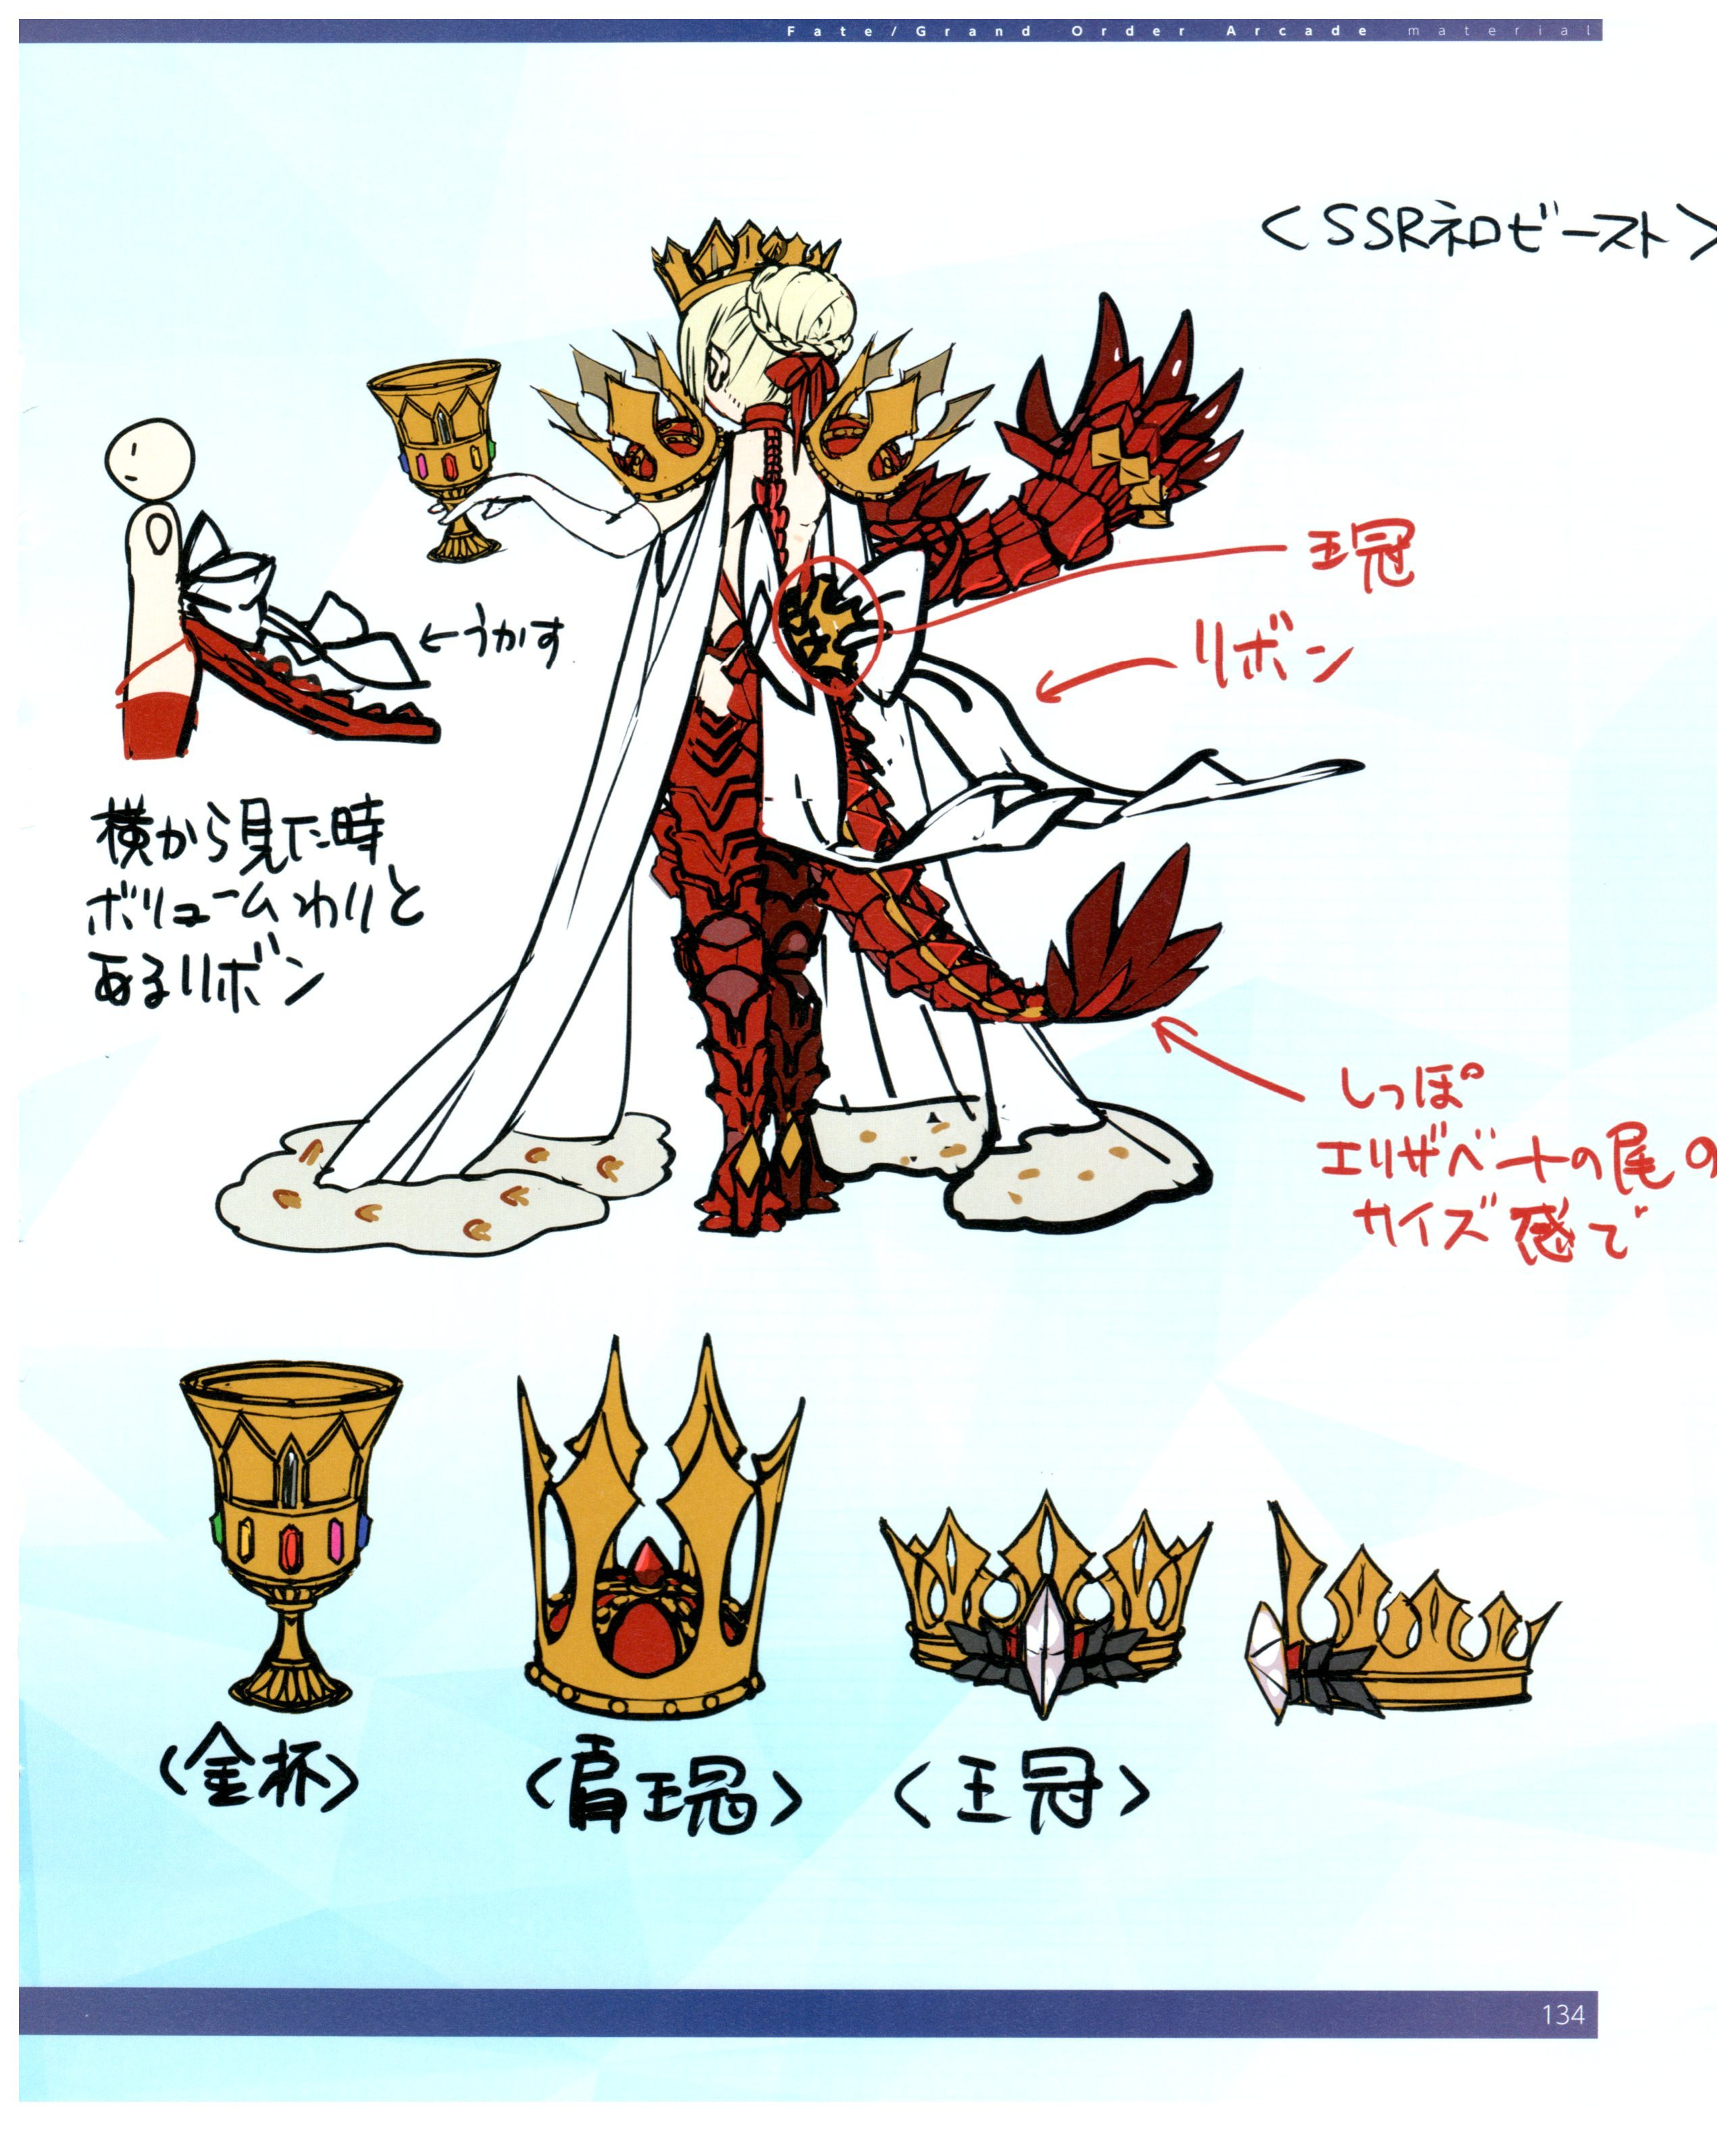 Fate/Grand Order Arcade material
<SSRネロビースト>
王冠
リボン
←うかす
横から見た時
ボリュームわりと
あるリボン
しっぽ
エリザベートの尾の
サイズ感で
<金杯>
<肩王冠>
<王冠>
134